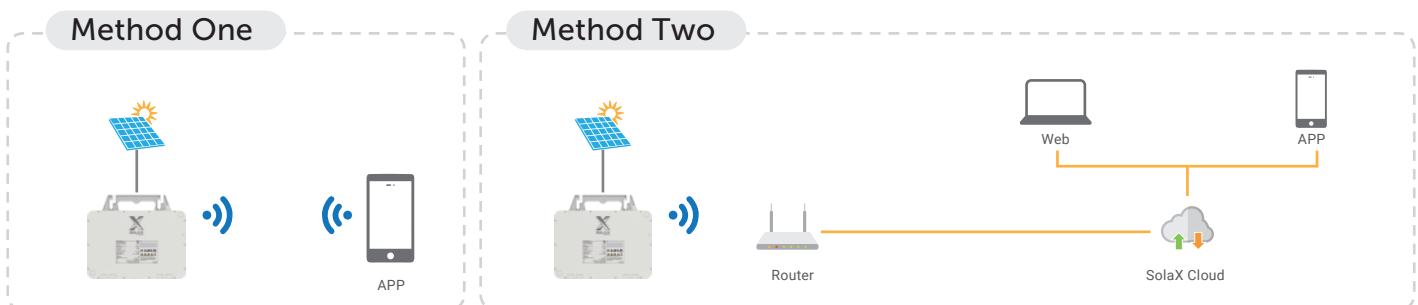 Method One
APP
Method Two
Web
APP
Router
SolaX Cloud